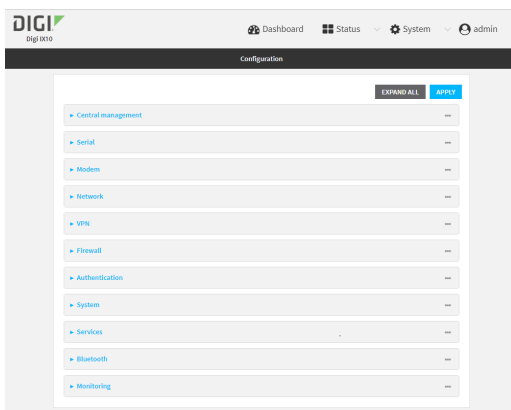 DIGI
Digi IX10
Dashboard
Status
System
admin
Configuration
EXPAND ALL
APPLY
Central management
Serial
Modem
Network
VPN
Firewall
Authentication
System
Services
Bluetooth
Monitoring